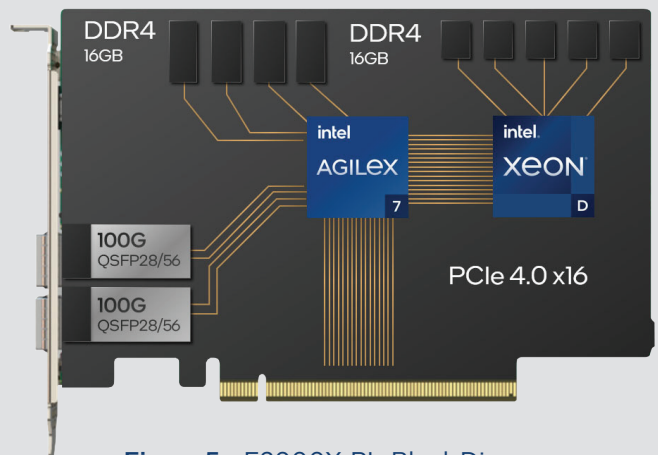 DDR4
16GB
DDR4
16GB
intel
AGILEX
7
intel.
XEON
D
100G
QSFP28/56
100G
QSFP28/56
PCIe 4.0 x16